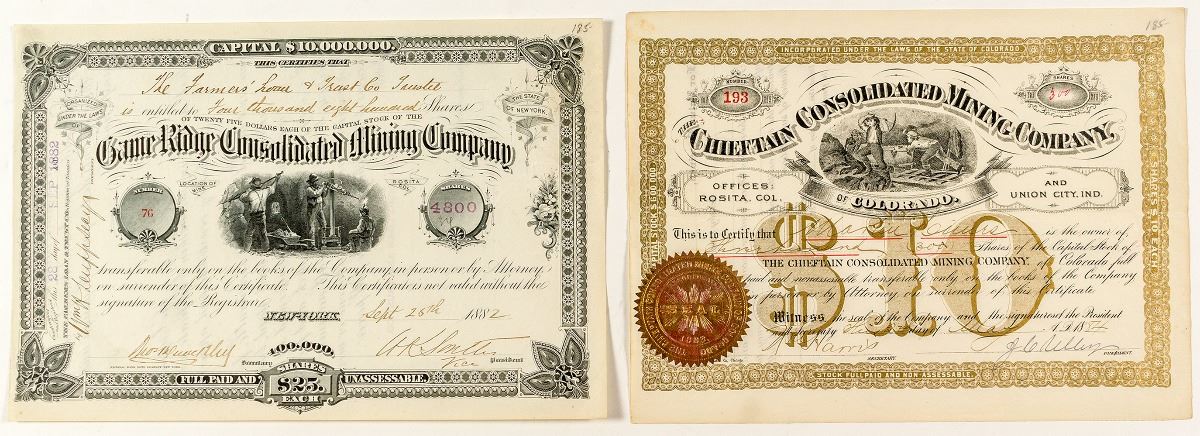 185-
CAPITAL $10,000,000.
THIS CERTIFIES THAT
The Farmers' Loan & Trust Co Trustee
is entitled to Four thousand eight hundred Shares
OF TWENTY FIVE DOLLARS EACH OF THE CAPITAL STOCK OF THE
ORGANIZED UNDER THE LAWS
THE STATE OF NEW YORK.
Game Ridge Consolidated Mining Company
NUMBER
76
LOCATION OF
ROSITA, COL.
SHARES
4800
transferable only on the books of the Company, in person or by Attorney,
on surrender of this Certificate. This Certificate is not valid without the
signature of the Registrar.
NEW-YORK,
Sept 28th 1882
Secretary
President
400,000.
SHARES
$25.
EACH
FULL PAID AND
UNASSESSABLE.
185-
INCORPORATED UNDER THE LAWS OF THE STATE OF COLORADO.
NUMBER
193
SHARES
300
THE
CHIEFTAIN CONSOLIDATED MINING COMPANY,
OF COLORADO.
OFFICES:
ROSITA, COL.
AND
UNION CITY, IND.
This is to Certify that
is the owner of
Shares of the Capital Stock of
THE CHIEFTAIN CONSOLIDATED MINING COMPANY, of Colorado full
paid and nonassessable transferable only on the books of the Company
in person or by Attorney on surrender of this Certificate
Witness the seal of the Company and the signatures of the President
$10
SEAL
1882
Harris
SECRETARY.
PRESIDENT.
CAPITAL STOCK
SHARES $10 EACH
STOCK FULL PAID AND NON-ASSESSABLE.